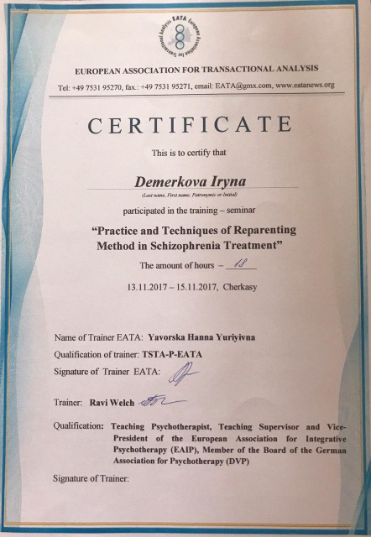 EATA European Association for Transactional Analysis
EUROPEAN ASSOCIATION FOR TRANSACTIONAL ANALYSIS
Tel: +49 7531 95270, fax.: +49 7531 95271, email: EATA@gmx.com, www.eatanews.org
CERTIFICATE
This is to certify that
Demerkova Iryna
(Last name, First name, Patronymic or Initial)
participated in the training – seminar
“Practice and Techniques of Reparenting
Method in Schizophrenia Treatment”
The amount of hours – 18
13.11.2017 – 15.11.2017, Cherkasy
Name of Trainer EATA: Yavorska Hanna Yuriyivna
Qualification of trainer: TSTA-P-EATA
Signature of Trainer EATA:
Trainer: Ravi Welch
Qualification: Teaching Psychotherapist, Teaching Supervisor and Vice-
President of the European Association for Integrative
Psychotherapy (EAIP), Member of the Board of the German
Association for Psychotherapy (DVP)
Signature of Trainer: